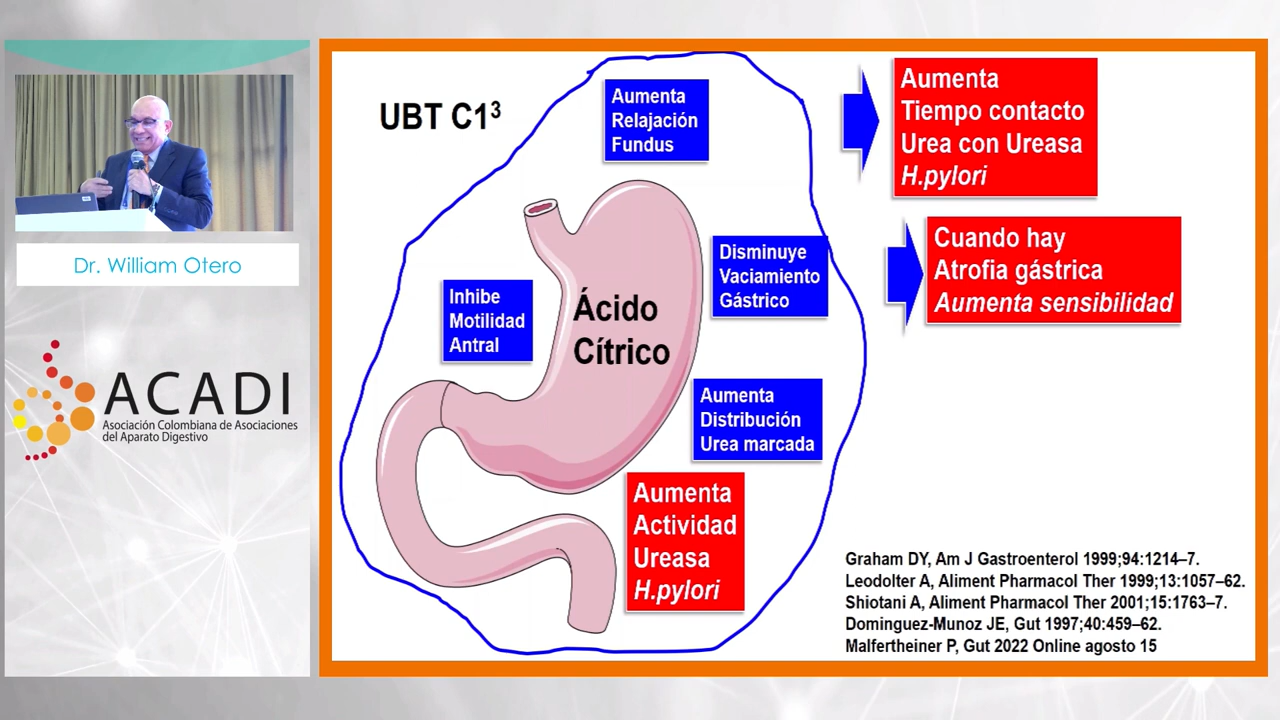 UBT C1³
Aumenta
Relajación
Fundus
Aumenta
Tiempo contacto
Urea con Ureasa
H.pylori
Dr. William Otero
Disminuye
Vaciamiento
Gástrico
Cuando hay
Atrofia gástrica
Aumenta sensibilidad
Inhibe
Motilidad
Antral
Ácido
Cítrico
ACADI
Asociación Colombiana de Asociaciones
del Aparato Digestivo
Aumenta
Distribución
Urea marcada
Aumenta
Actividad
Ureasa
H.pylori
Graham DY, Am J Gastroenterol 1999;94:1214–7.
Leodolter A, Aliment Pharmacol Ther 1999;13:1057–62.
Shiotani A, Aliment Pharmacol Ther 2001;15:1763–7.
Dominguez-Munoz JE, Gut 1997;40:459–62.
Malfertheiner P, Gut 2022 Online agosto 15